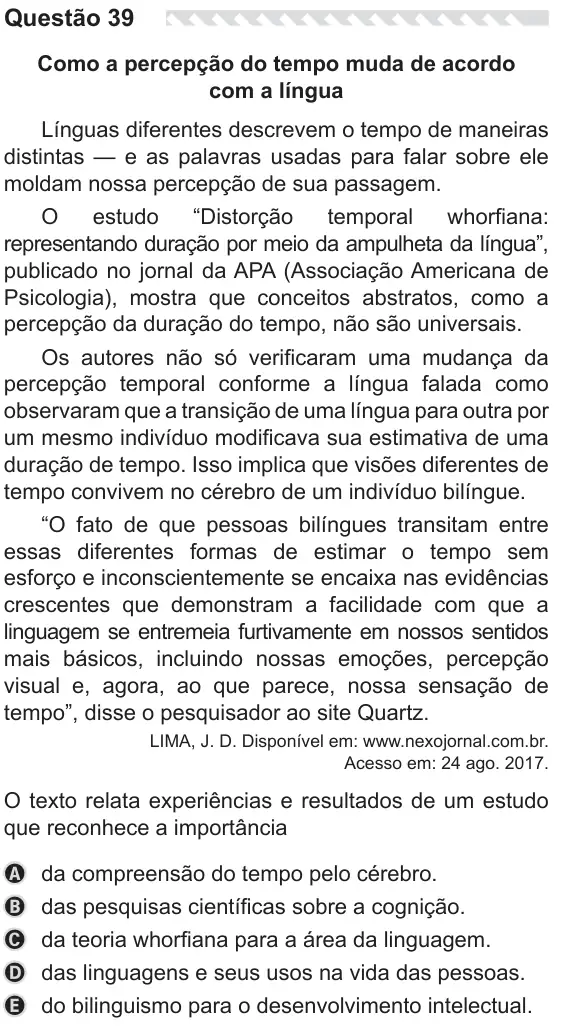 Questão 39
Como a percepção do tempo muda de acordo
com a língua
Línguas diferentes descrevem o tempo de maneiras
distintas — e as palavras usadas para falar sobre ele
moldam nossa percepção de sua passagem.
O estudo “Distorção temporal whorfiana:
representando duração por meio da ampulheta da língua”,
publicado no jornal da APA (Associação Americana de
Psicologia), mostra que conceitos abstratos, como a
percepção da duração do tempo, não são universais.
Os autores não só verificaram uma mudança da
percepção temporal conforme a língua falada como
observaram que a transição de uma língua para outra por
um mesmo indivíduo modificava sua estimativa de uma
duração de tempo. Isso implica que visões diferentes de
tempo convivem no cérebro de um indivíduo bilíngue.
“O fato de que pessoas bilíngues transitam entre
essas diferentes formas de estimar o tempo sem
esforço e inconscientemente se encaixa nas evidências
crescentes que demonstram a facilidade com que a
linguagem se entremeia furtivamente em nossos sentidos
mais básicos, incluindo nossas emoções, percepção
visual e, agora, ao que parece, nossa sensação de
tempo”, disse o pesquisador ao site Quartz.
LIMA, J. D. Disponível em: www.nexojornal.com.br.
Acesso em: 24 ago. 2017.
O texto relata experiências e resultados de um estudo
que reconhece a importância
A da compreensão do tempo pelo cérebro.
B das pesquisas científicas sobre a cognição.
C da teoria whorfiana para a área da linguagem.
D das linguagens e seus usos na vida das pessoas.
E do bilinguismo para o desenvolvimento intelectual.